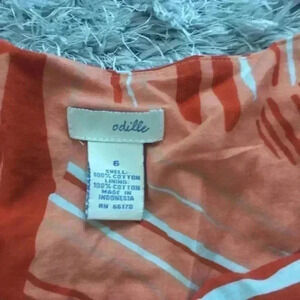 odille
6
SHELL:
100% COTTON
LINING:
100% COTTON
MADE IN
INDONESIA
RN 66170